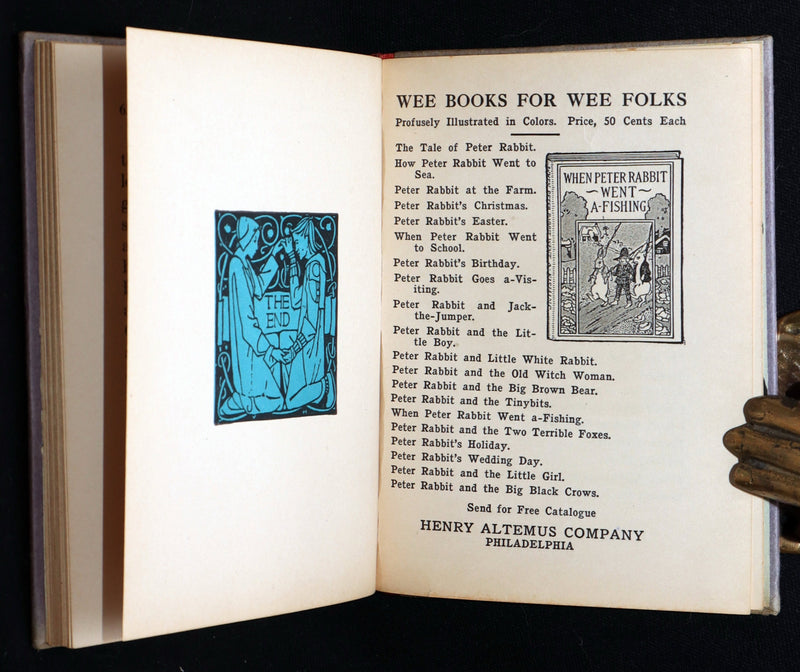 THE
END
WEE BOOKS FOR WEE FOLKS
Profusely Illustrated in Colors. Price, 50 Cents Each
The Tale of Peter Rabbit.
How Peter Rabbit Went to
Sea.
Peter Rabbit at the Farm.
Peter Rabbit's Christmas.
Peter Rabbit's Easter.
When Peter Rabbit Went
to School.
Peter Rabbit's Birthday.
Peter Rabbit Goes a-Vis-
iting.
Peter Rabbit and Jack-
the-Jumper.
Peter Rabbit and the Lit-
tle Boy.
WHEN PETER RABBIT
WENT
A-FISHING
Peter Rabbit and Little White Rabbit.
Peter Rabbit and the Old Witch Woman.
Peter Rabbit and the Big Brown Bear.
Peter Rabbit and the Tinybits.
When Peter Rabbit Went a-Fishing.
Peter Rabbit and the Two Terrible Foxes.
Peter Rabbit's Holiday.
Peter Rabbit's Wedding Day.
Peter Rabbit and the Little Girl.
Peter Rabbit and the Big Black Crows.
Send for Free Catalogue
HENRY ALTEMUS COMPANY
PHILADELPHIA